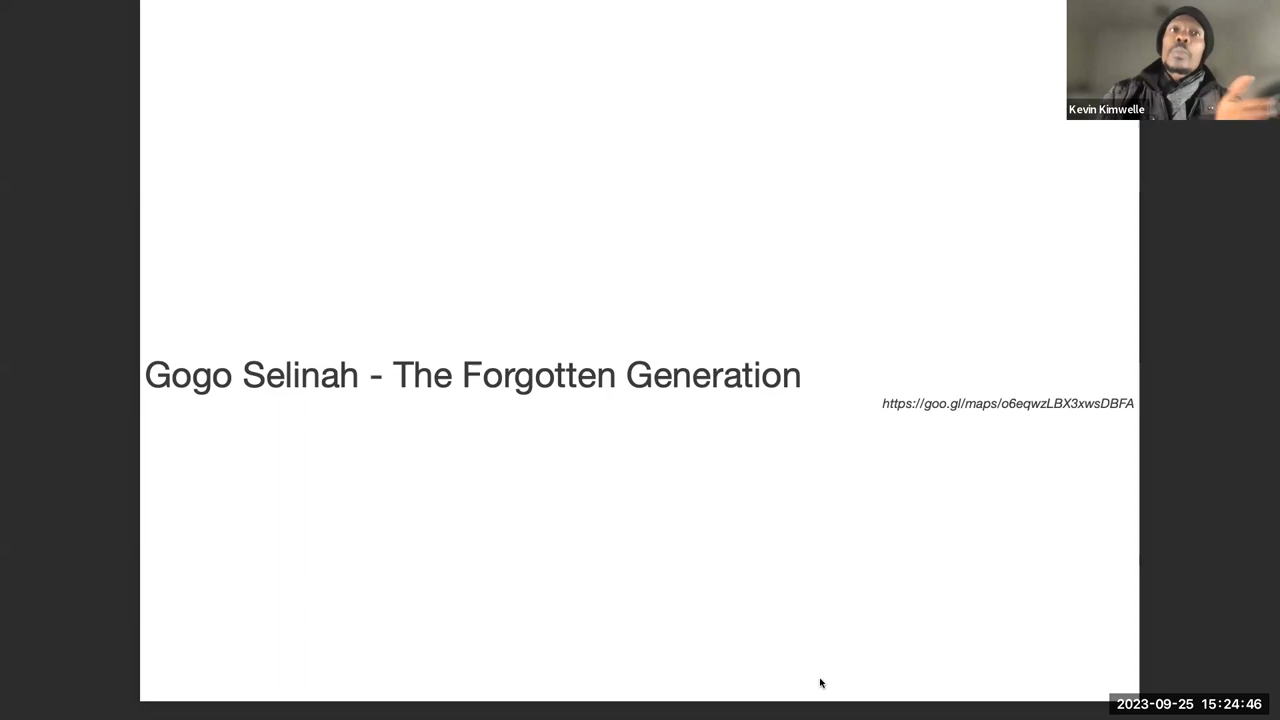 Kevin Kimwelle
Gogo Selinah - The Forgotten Generation
https://goo.gl/maps/o6eqwzLBX3xwsDBFA
2023-09-25 15:24:46